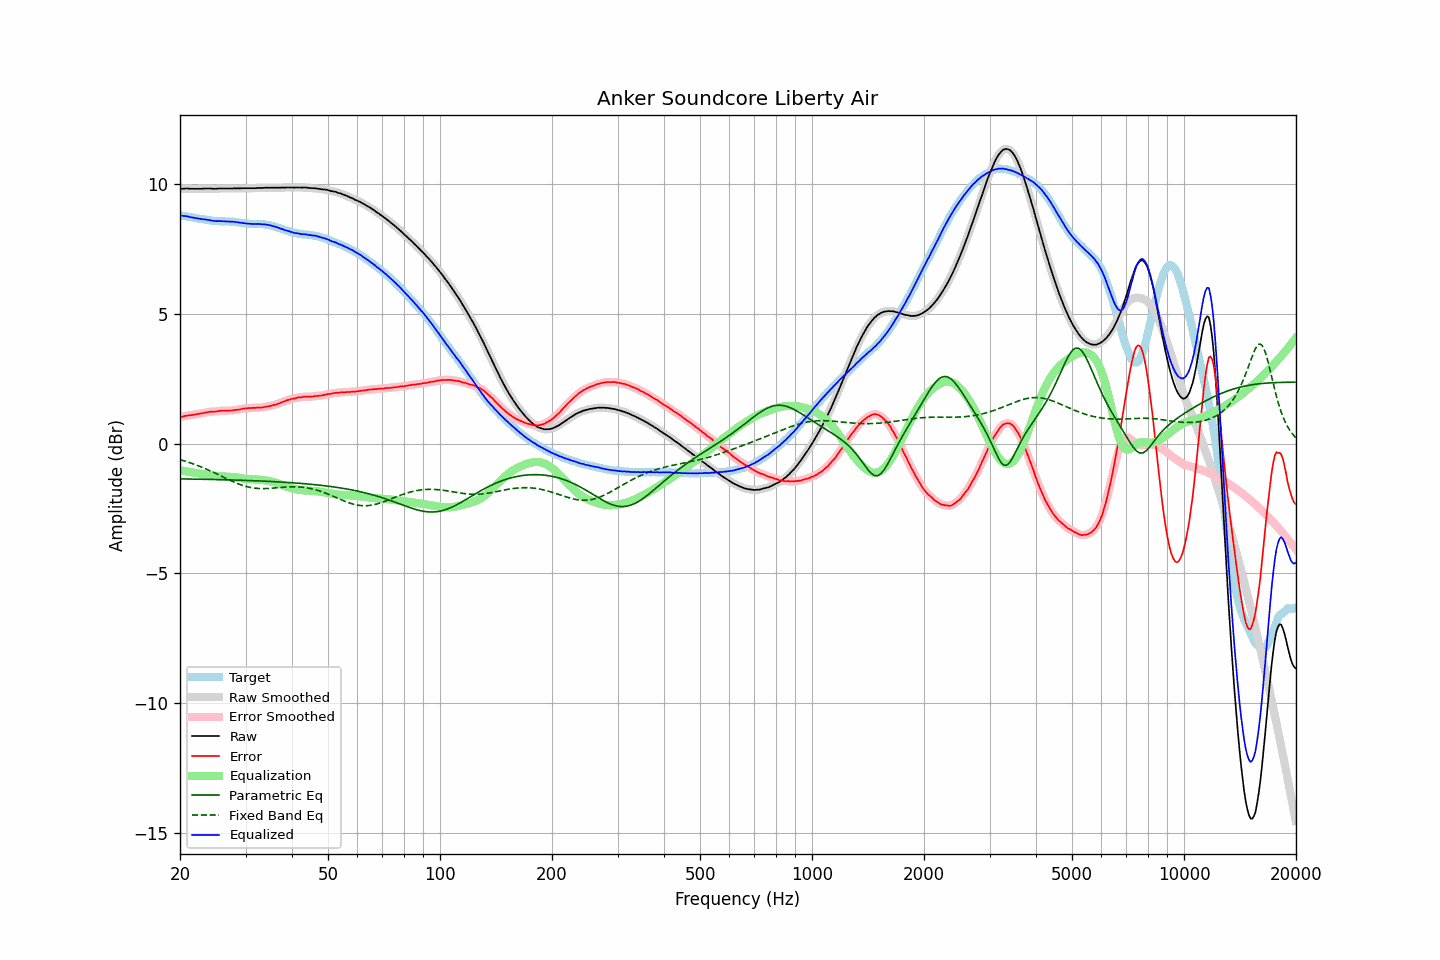 Anker Soundcore Liberty Air
Amplitude (dBr)
10
5
0
−5
−10
−15
Target
Raw Smoothed
Error Smoothed
Raw
Error
Equalization
Parametric Eq
Fixed Band Eq
Equalized
20 50 100 200 500 1000 2000 5000 10000 20000
Frequency (Hz)